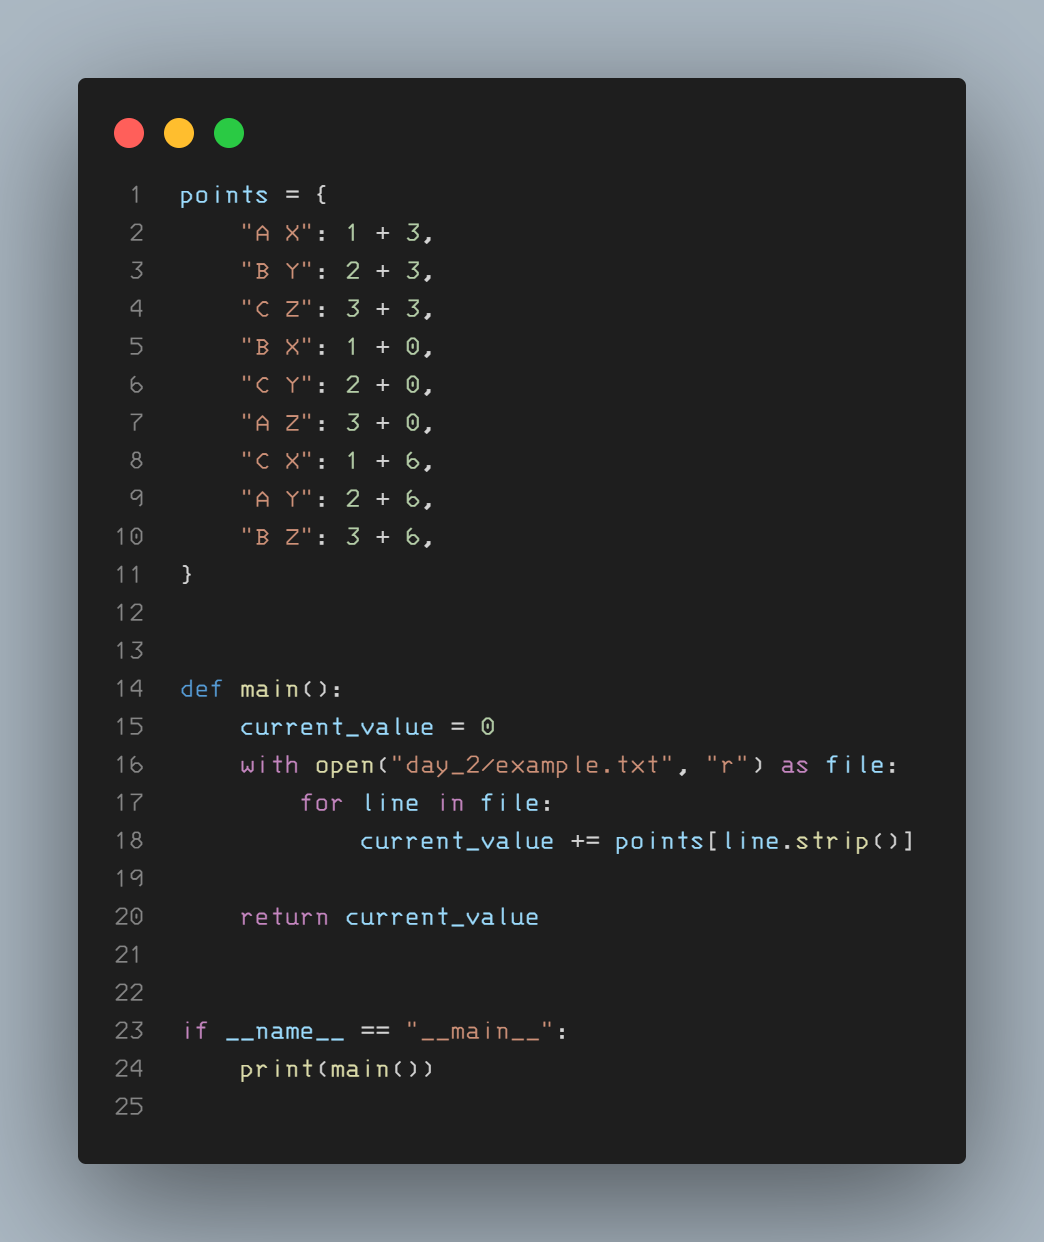 1 points = {
2     "A X": 1 + 3,
3     "B Y": 2 + 3,
4     "C Z": 3 + 3,
5     "B X": 1 + 0,
6     "C Y": 2 + 0,
7     "A Z": 3 + 0,
8     "C X": 1 + 6,
9     "A Y": 2 + 6,
10     "B Z": 3 + 6,
11 }
12
13
14 def main():
15     current_value = 0
16     with open("day_2/example.txt", "r") as file:
17         for line in file:
18             current_value += points[line.strip()]
19
20     return current_value
21
22
23 if __name__ == "__main__":
24     print(main())
25